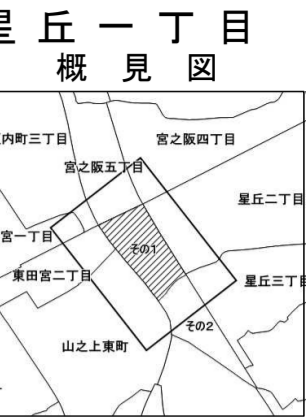 星丘一丁目
概見図
内町三丁目
宮之阪四丁目
宮之阪五丁目
星丘二丁目
宮一丁目
その1
東田宮二丁目
星丘三丁目
その2
山之上東町